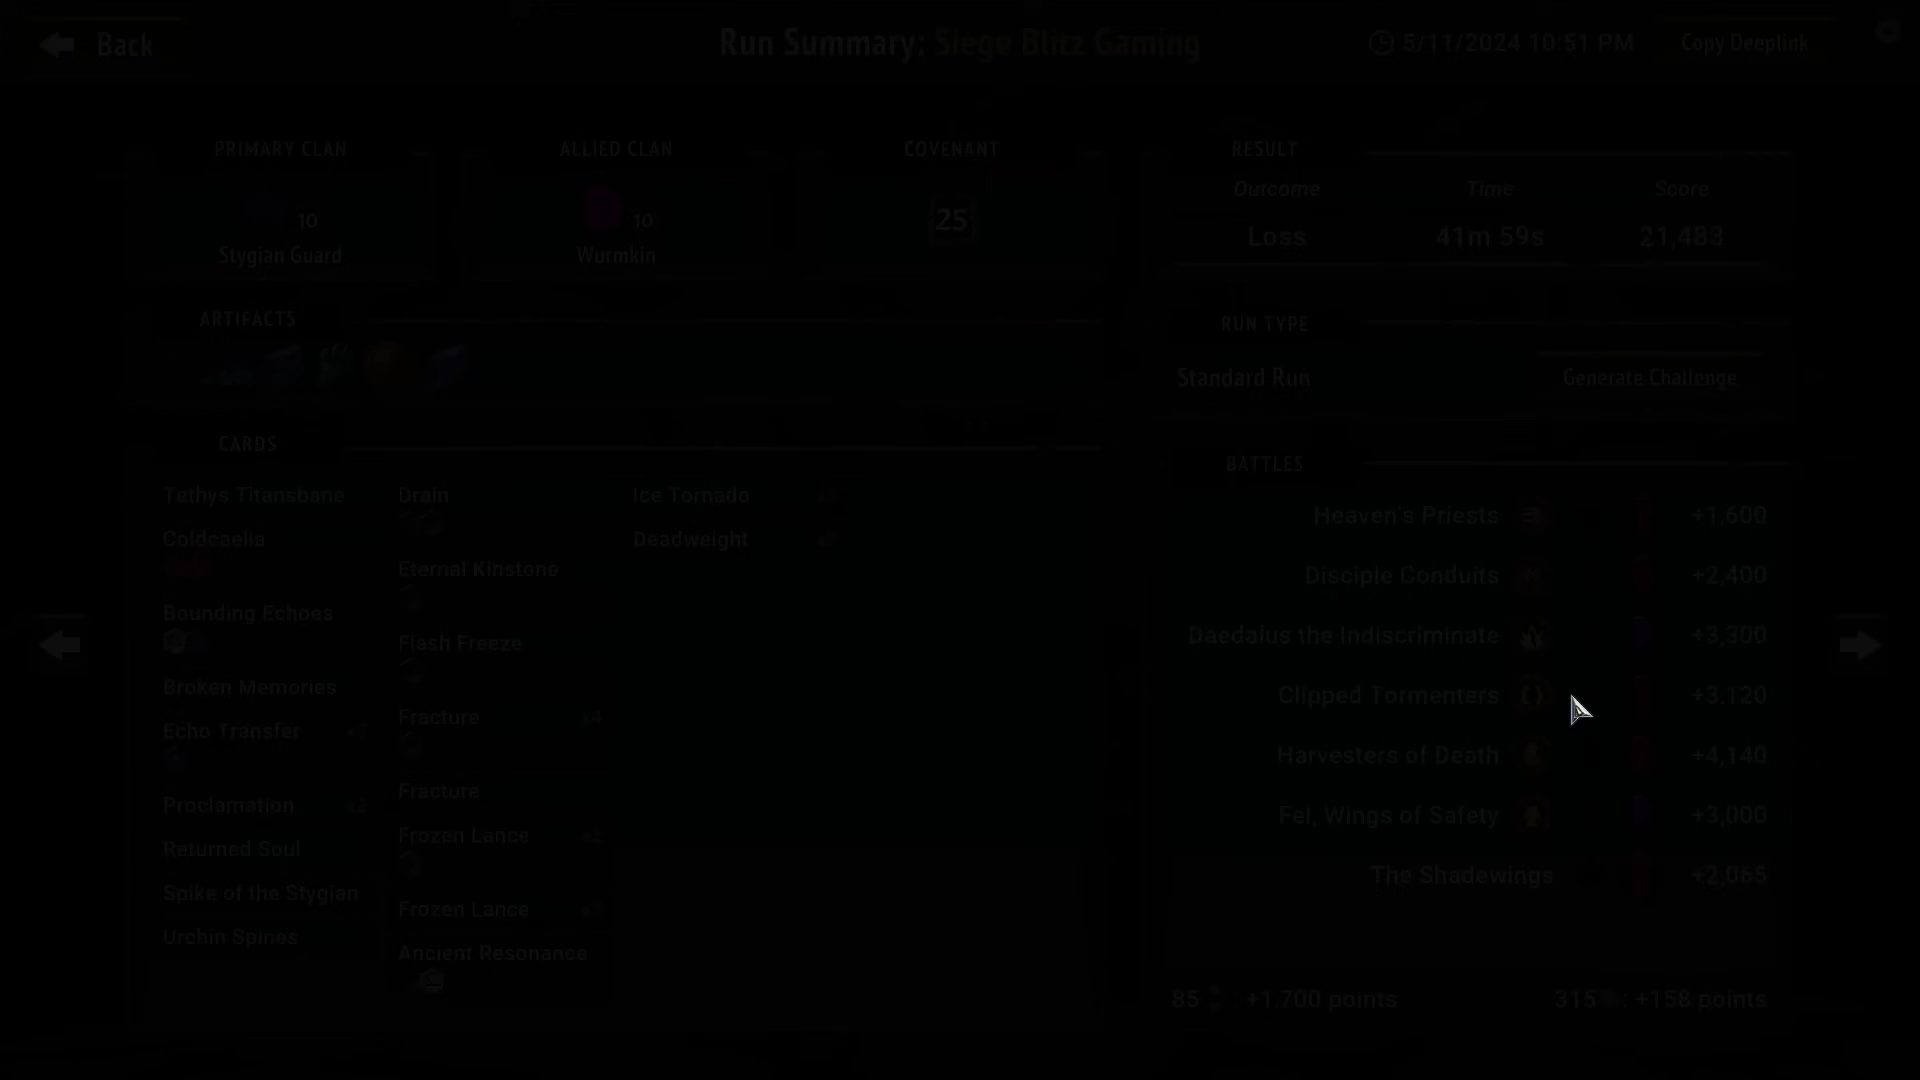 Back
Run Summary: Siege Blitz Gaming
5/11/2024 10:51 PM
Copy Deeplink
PRIMARY CLAN
10
Stygian Guard
ALLIED CLAN
10
Wurmkin
COVENANT
25
ARTIFACTS
CARDS
Tethys Titansbane
Coldcaelia
Bounding Echoes
Broken Memories
Echo Transfer
Proclamation x2
Returned Soul
Spike of the Stygian
Urchin Spines
Drain
Eternal Kinstone
Flash Freeze
Fracture x4
Fracture
Frozen Lance x2
Frozen Lance
Ancient Resonance
Ice Tornado
Deadweight
RESULT
Outcome Time Score
Loss 41m 59s 21,483
RUN TYPE
Standard Run
Generate Challenge
BATTLES
Heaven's Priests +1,600
Disciple Conduits +2,400
Daedalus the Indiscriminate +3,300
Clipped Tormenters +3,120
Harvesters of Death +4,140
Fel, Wings of Safety +3,000
The Shadewings +2,065
85 : +1,700 points
315 : +158 points